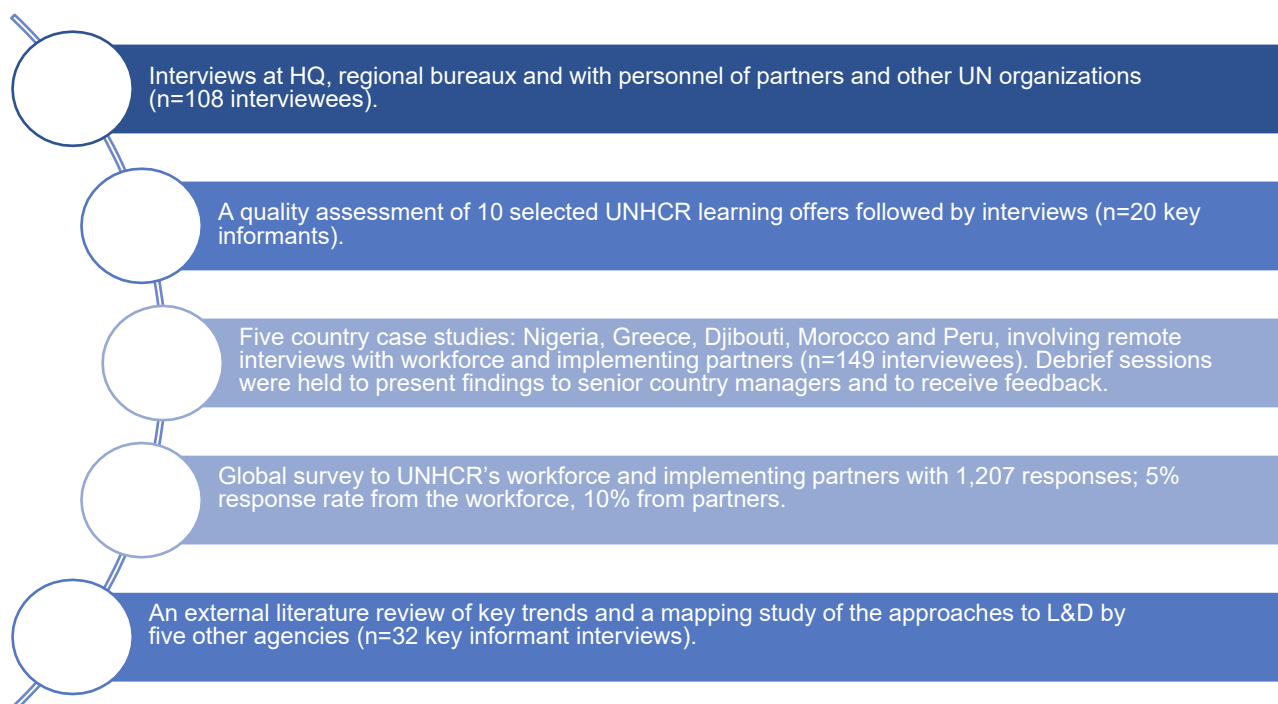 Interviews at HQ, regional bureaux and with personnel of partners and other UN organizations
(n=108 interviewees).
A quality assessment of 10 selected UNHCR learning offers followed by interviews (n=20 key
informants).
Five country case studies: Nigeria, Greece, Djibouti, Morocco and Peru, involving remote
interviews with workforce and implementing partners (n=149 interviewees). Debrief sessions
were held to present findings to senior country managers and to receive feedback.
Global survey to UNHCR’s workforce and implementing partners with 1,207 responses; 5%
response rate from the workforce, 10% from partners.
An external literature review of key trends and a mapping study of the approaches to L&D by
five other agencies (n=32 key informant interviews).